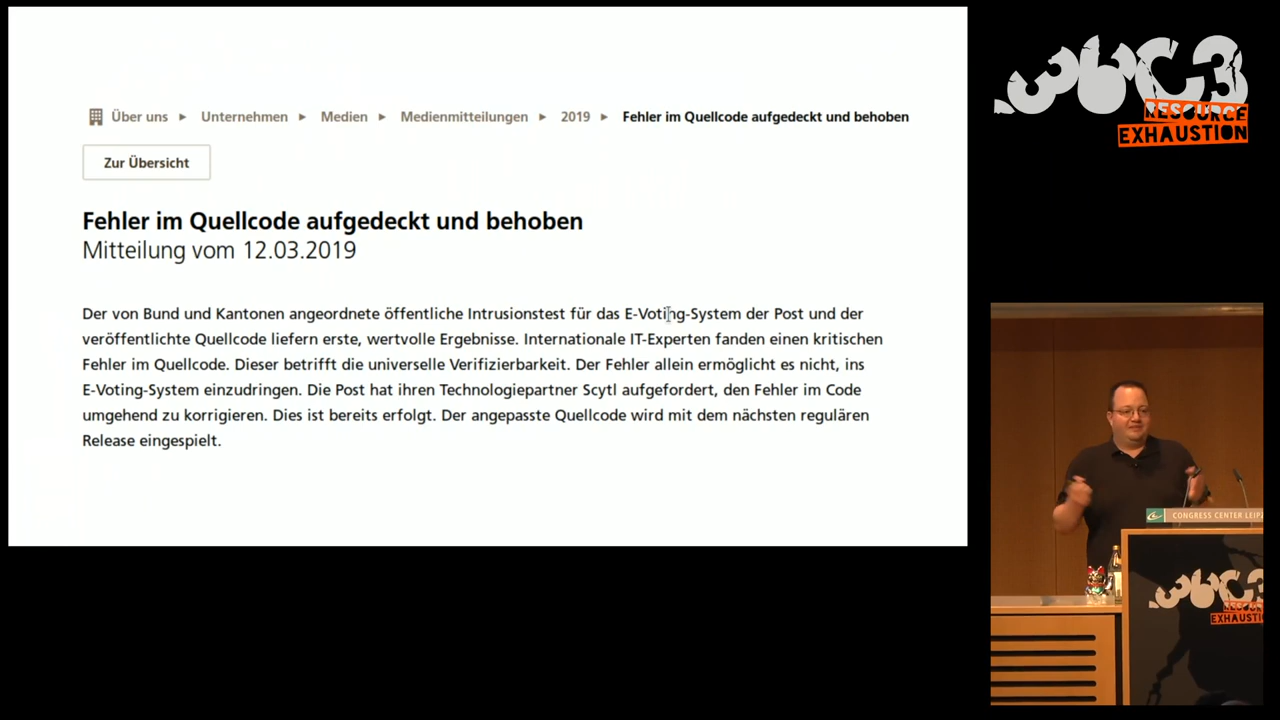 Über uns ▸ Unternehmen ▸ Medien ▸ Medienmitteilungen ▸ 2019 ▸ Fehler im Quellcode aufgedeckt und behoben
Zur Übersicht
Fehler im Quellcode aufgedeckt und behoben
Mitteilung vom 12.03.2019
Der von Bund und Kantonen angeordnete öffentliche Intrusionstest für das E-Voting-System der Post und der
veröffentlichte Quellcode liefern erste, wertvolle Ergebnisse. Internationale IT-Experten fanden einen kritischen
Fehler im Quellcode. Dieser betrifft die universelle Verifizierbarkeit. Der Fehler allein ermöglicht es nicht, ins
E-Voting-System einzudringen. Die Post hat ihren Technologiepartner Scytl aufgefordert, den Fehler im Code
umgehend zu korrigieren. Dies ist bereits erfolgt. Der angepasste Quellcode wird mit dem nächsten regulären
Release eingespielt.
36C3
RESOURCE
EXHAUSTION
CONGRESS CENTER LEIPZ
36C3
RESOU
EXHAUSTI